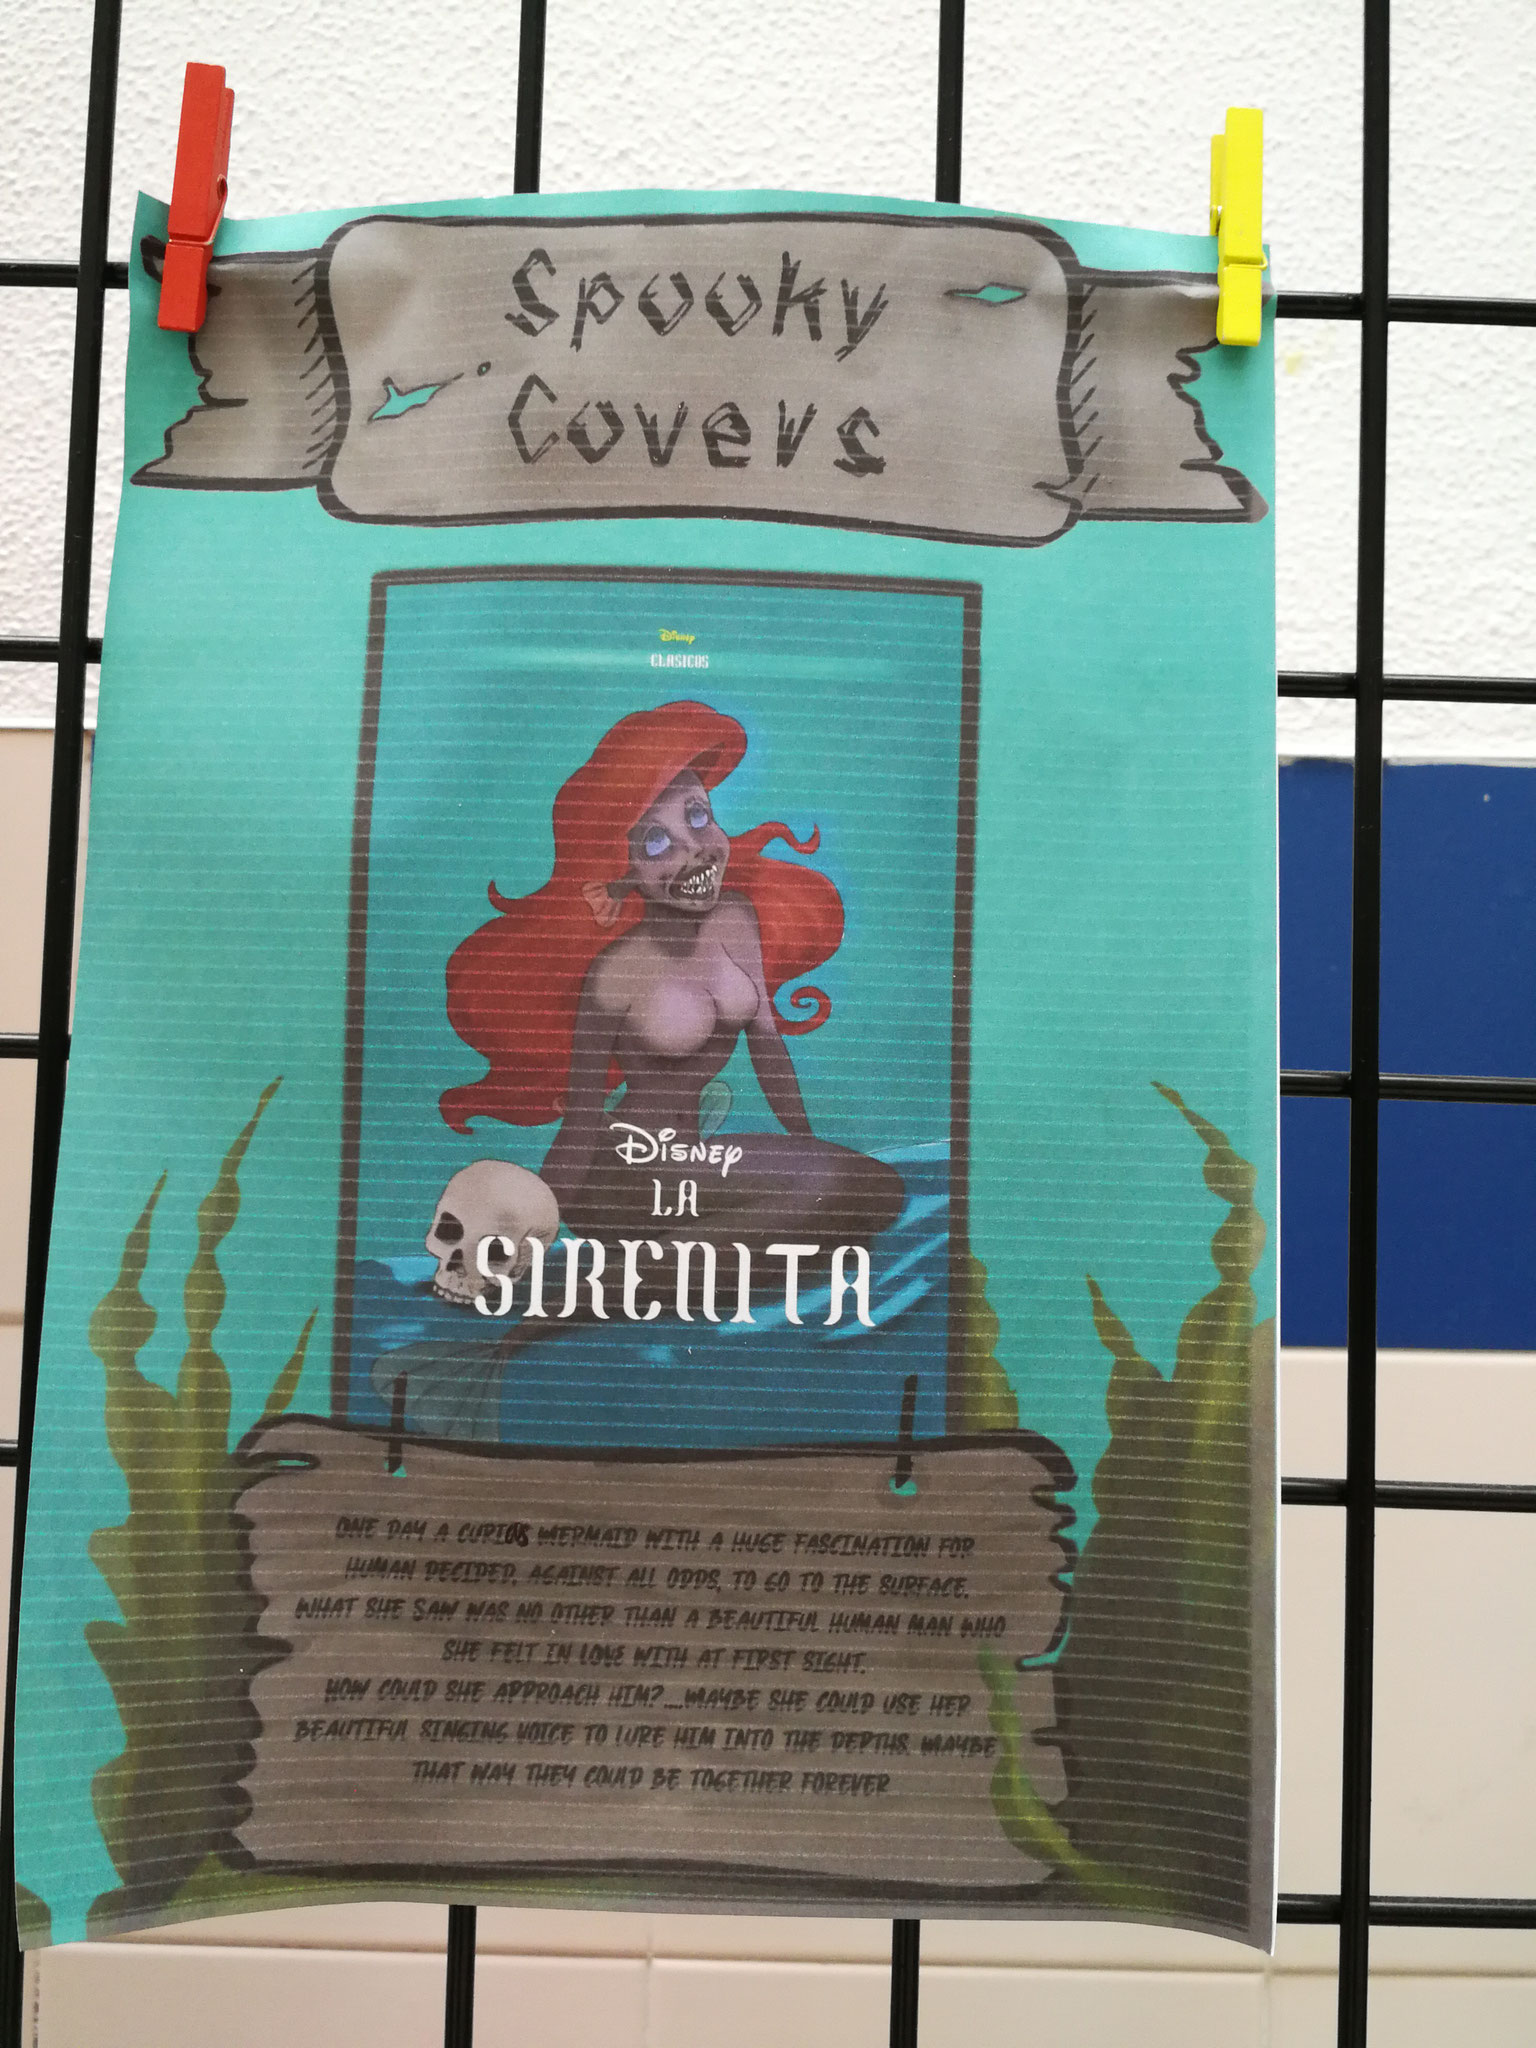 Spooky
Covers
Disney
CLASICOS
Disney
LA
SIRENITA
ONE DAY A CURIOUS MERMAID WITH A HUGE FASCINATION FOR
HUMAN DECIDED, AGAINST ALL ODDS, TO GO TO THE SURFACE.
WHAT SHE SAW WAS NO OTHER THAN A BEAUTIFUL HUMAN MAN WHO
SHE FELT IN LOVE WITH AT FIRST SIGHT.
HOW COULD SHE APPROACH HIM?....MAYBE SHE COULD USE HER
BEAUTIFUL SINGING VOICE TO LURE HIM INTO THE DEPTHS. MAYBE
THAT WAY THEY COULD BE TOGETHER FOREVER